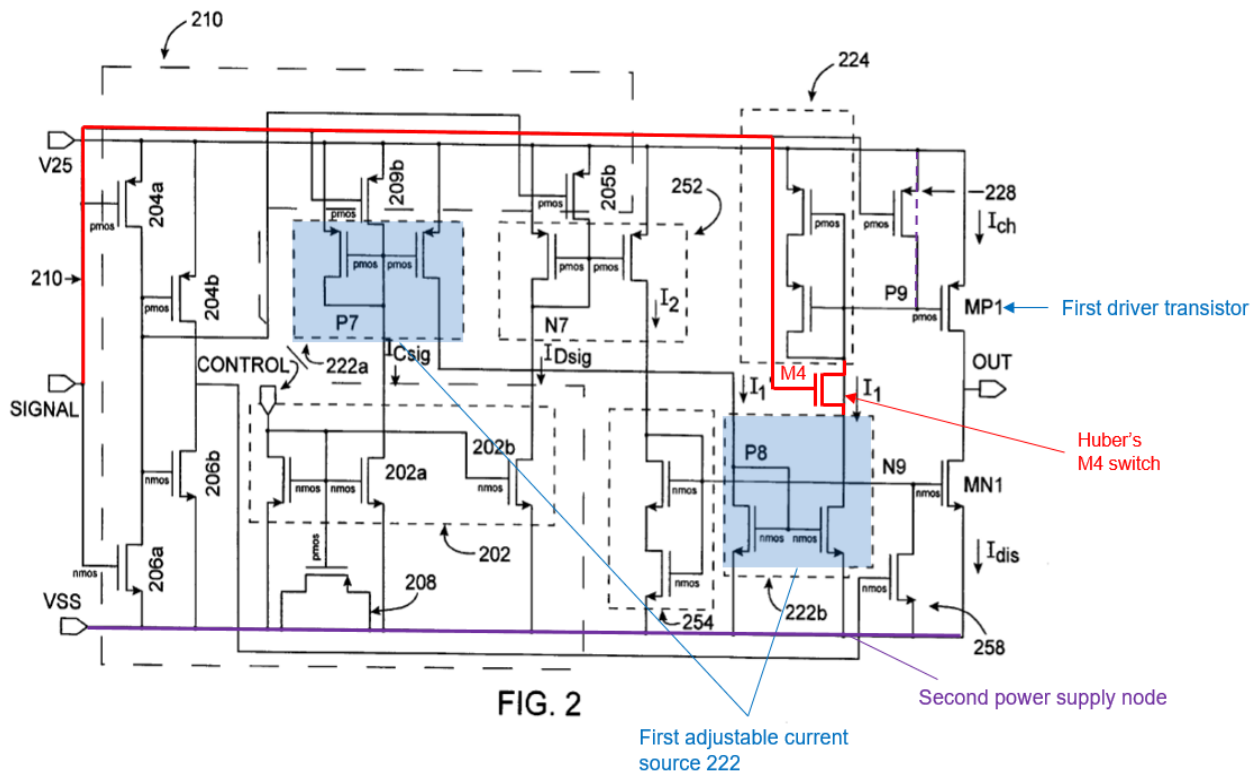 210
224
V25
204a
pmos
209b
pmos
205b
pmos
252
pmos
pmos
pmos
pmos
pmos
pmos
228
Ich
210
204b
pmos
P7
N7
I2
pmos
P9
pmos
MP1
First driver transistor
CONTROL
222a
ICsig
IDsig
M4
OUT
SIGNAL
I1
I1
Huber's
M4 switch
206b
nmos
202a
nmos
nmos
202b
nmos
P8
N9
nmos
nmos
MN1
nmos
nmos
206a
nmos
pmos
202
nmos
nmos
Idis
208
VSS
254
222b
258
Second power supply node
FIG. 2
First adjustable current
source 222